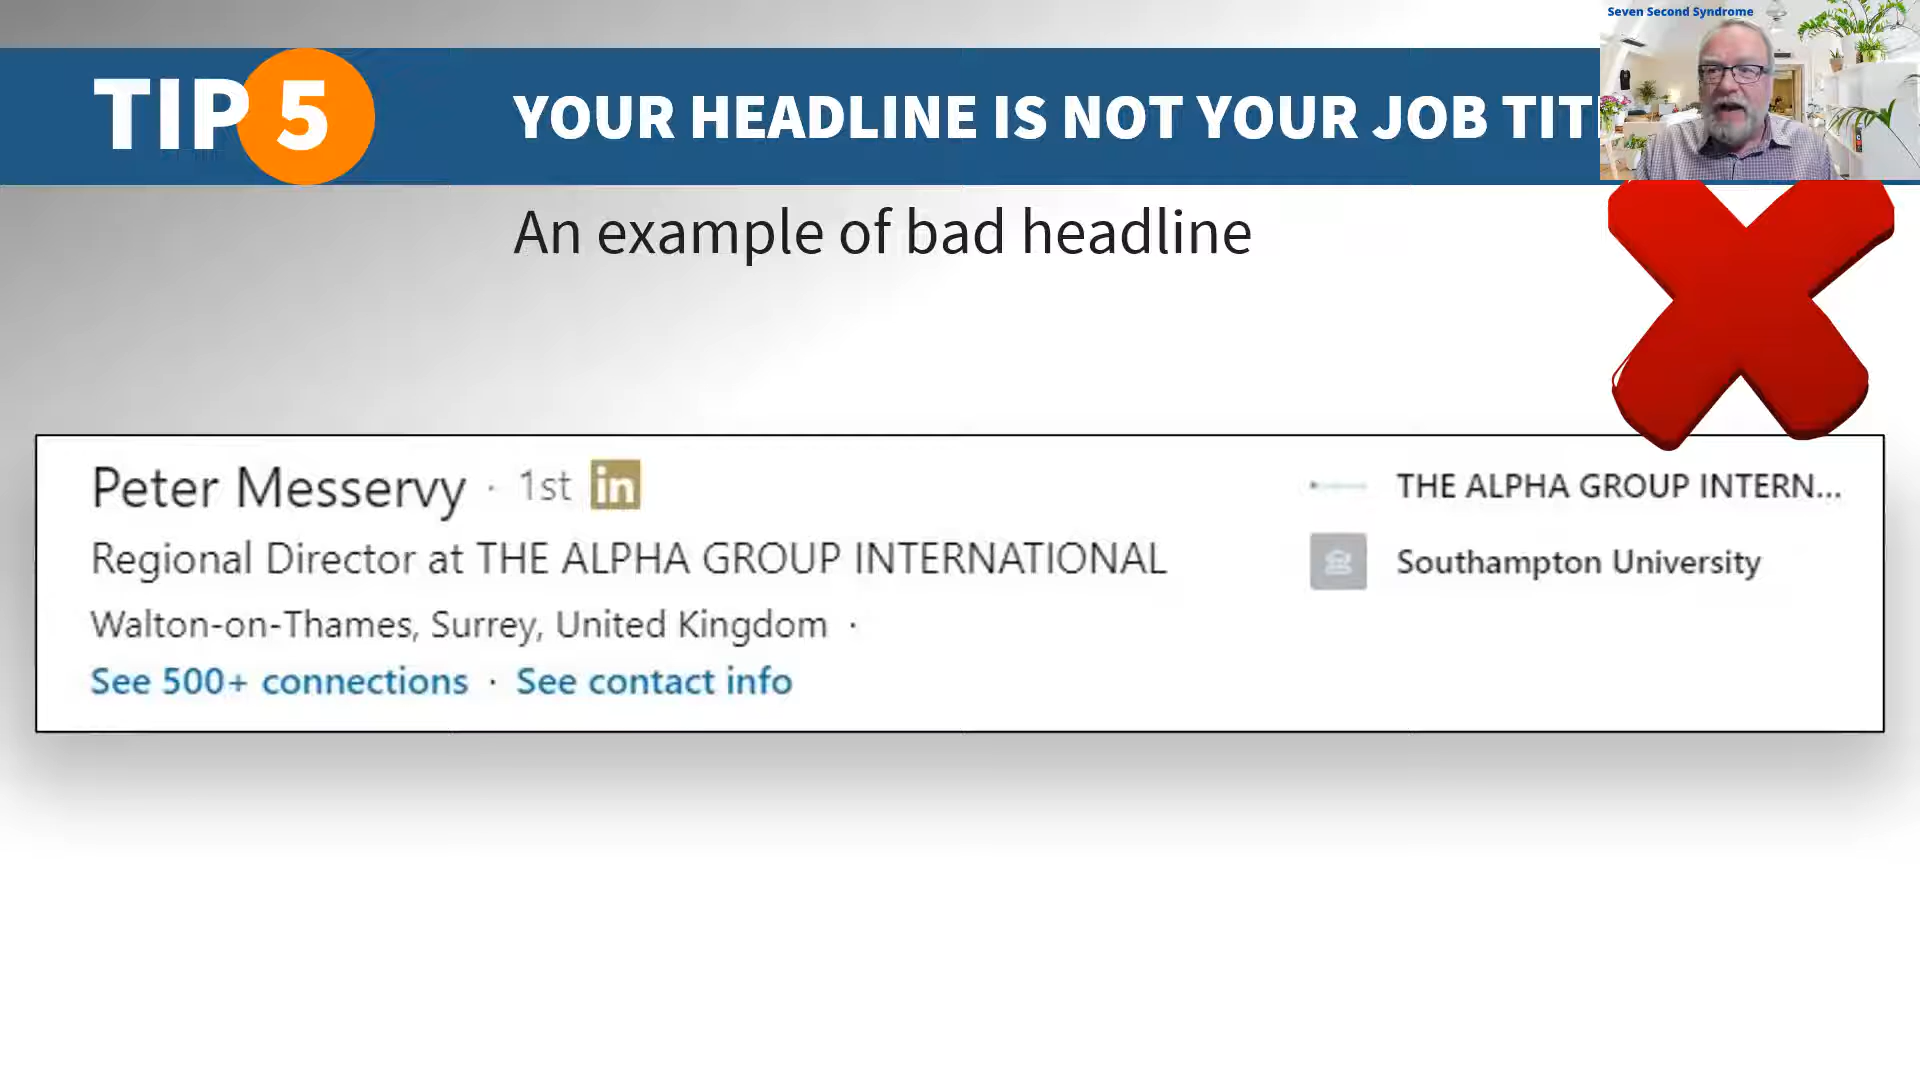 Seven Second Syndrome
TIP 5
YOUR HEADLINE IS NOT YOUR JOB TIT
An example of bad headline
Peter Messervy · 1st in
Regional Director at THE ALPHA GROUP INTERNATIONAL
Walton-on-Thames, Surrey, United Kingdom ·
See 500+ connections · See contact info
THE ALPHA GROUP INTERN...
Southampton University